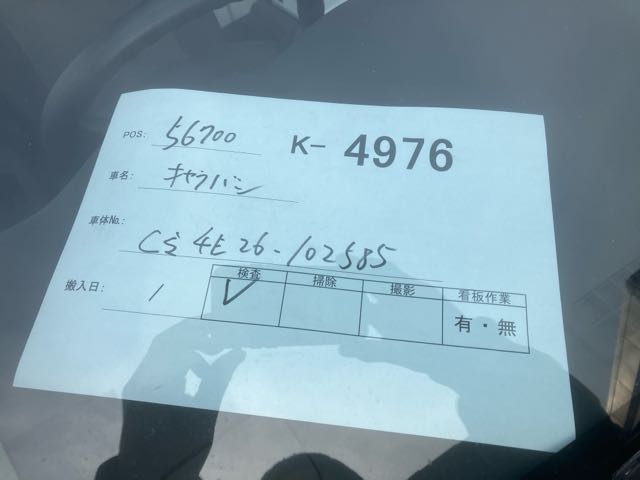 POS: 56700 K- 4976
車名: キャラバン
車体No.:
CS4E26-102585
搬入日: / 検査 掃除 撮影 看板作業
✓ 有・無